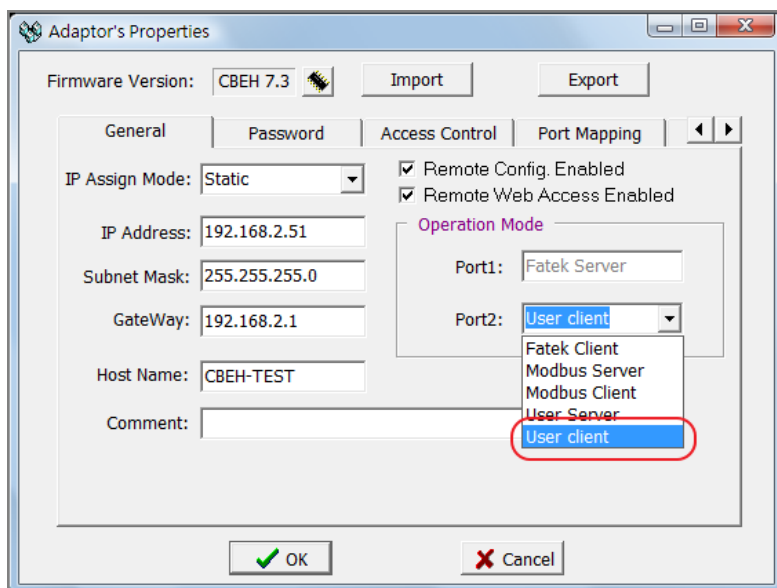 Adaptor's Properties
Firmware Version: CBEH 7.3 Import Export
General Password Access Control Port Mapping
IP Assign Mode: Static
Remote Config. Enabled
Remote Web Access Enabled
IP Address: 192.168.2.51
Operation Mode
Subnet Mask: 255.255.255.0
Port1: Fatek Server
GateWay: 192.168.2.1
Port2: User client
Fatek Client
Modbus Server
Modbus Client
User Server
User client
Host Name: CBEH-TEST
Comment:
OK Cancel